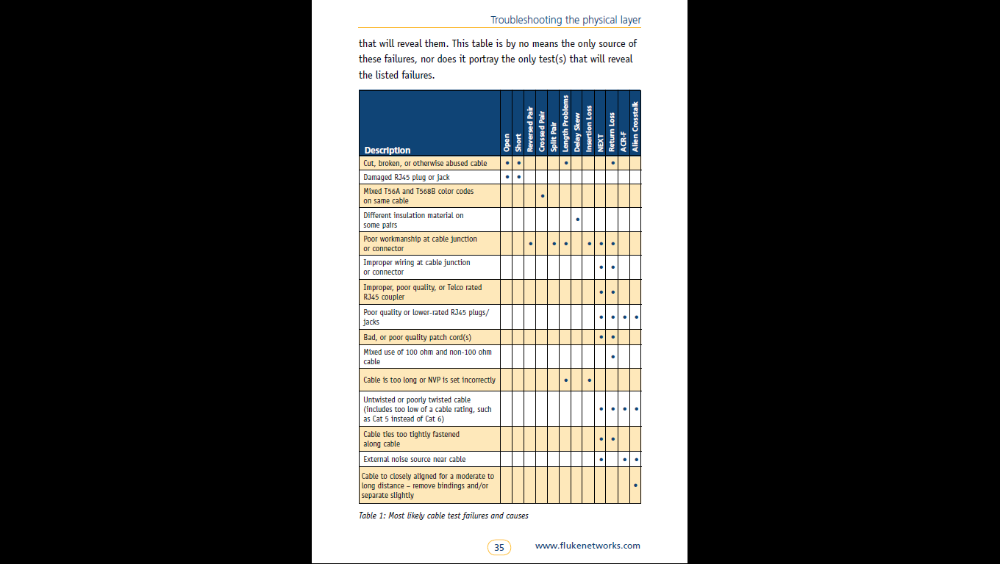 Troubleshooting the physical layer
that will reveal them. This table is by no means the only source of
these failures, nor does it portray the only test(s) that will reveal
the listed failures.
Description
Open
Short
Reversed Pair
Crossed Pair
Split Pair
Length Problems
Delay Skew
Insertion Loss
NEXT
Return Loss
ACR-F
Alien Crosstalk
Cut, broken, or otherwise abused cable • • • •
Damaged RJ45 plug or jack • •
Mixed T56A and T568B color codes
on same cable •
Different insulation material on
some pairs •
Poor workmanship at cable junction
or connector • • • • • •
Improper wiring at cable junction
or connector • •
Improper, poor quality, or Telco rated
RJ45 coupler • •
Poor quality or lower-rated RJ45 plugs/
jacks • • • •
Bad, or poor quality patch cord(s) • •
Mixed use of 100 ohm and non-100 ohm
cable •
Cable is too long or NVP is set incorrectly • •
Untwisted or poorly twisted cable
(includes too low of a cable rating, such
as Cat 5 instead of Cat 6) • • • •
Cable ties too tightly fastened
along cable • •
External noise source near cable • • •
Cable to closely aligned for a moderate to
long distance – remove bindings and/or
separate slightly •
Table 1: Most likely cable test failures and causes
35
www.flukenetworks.com